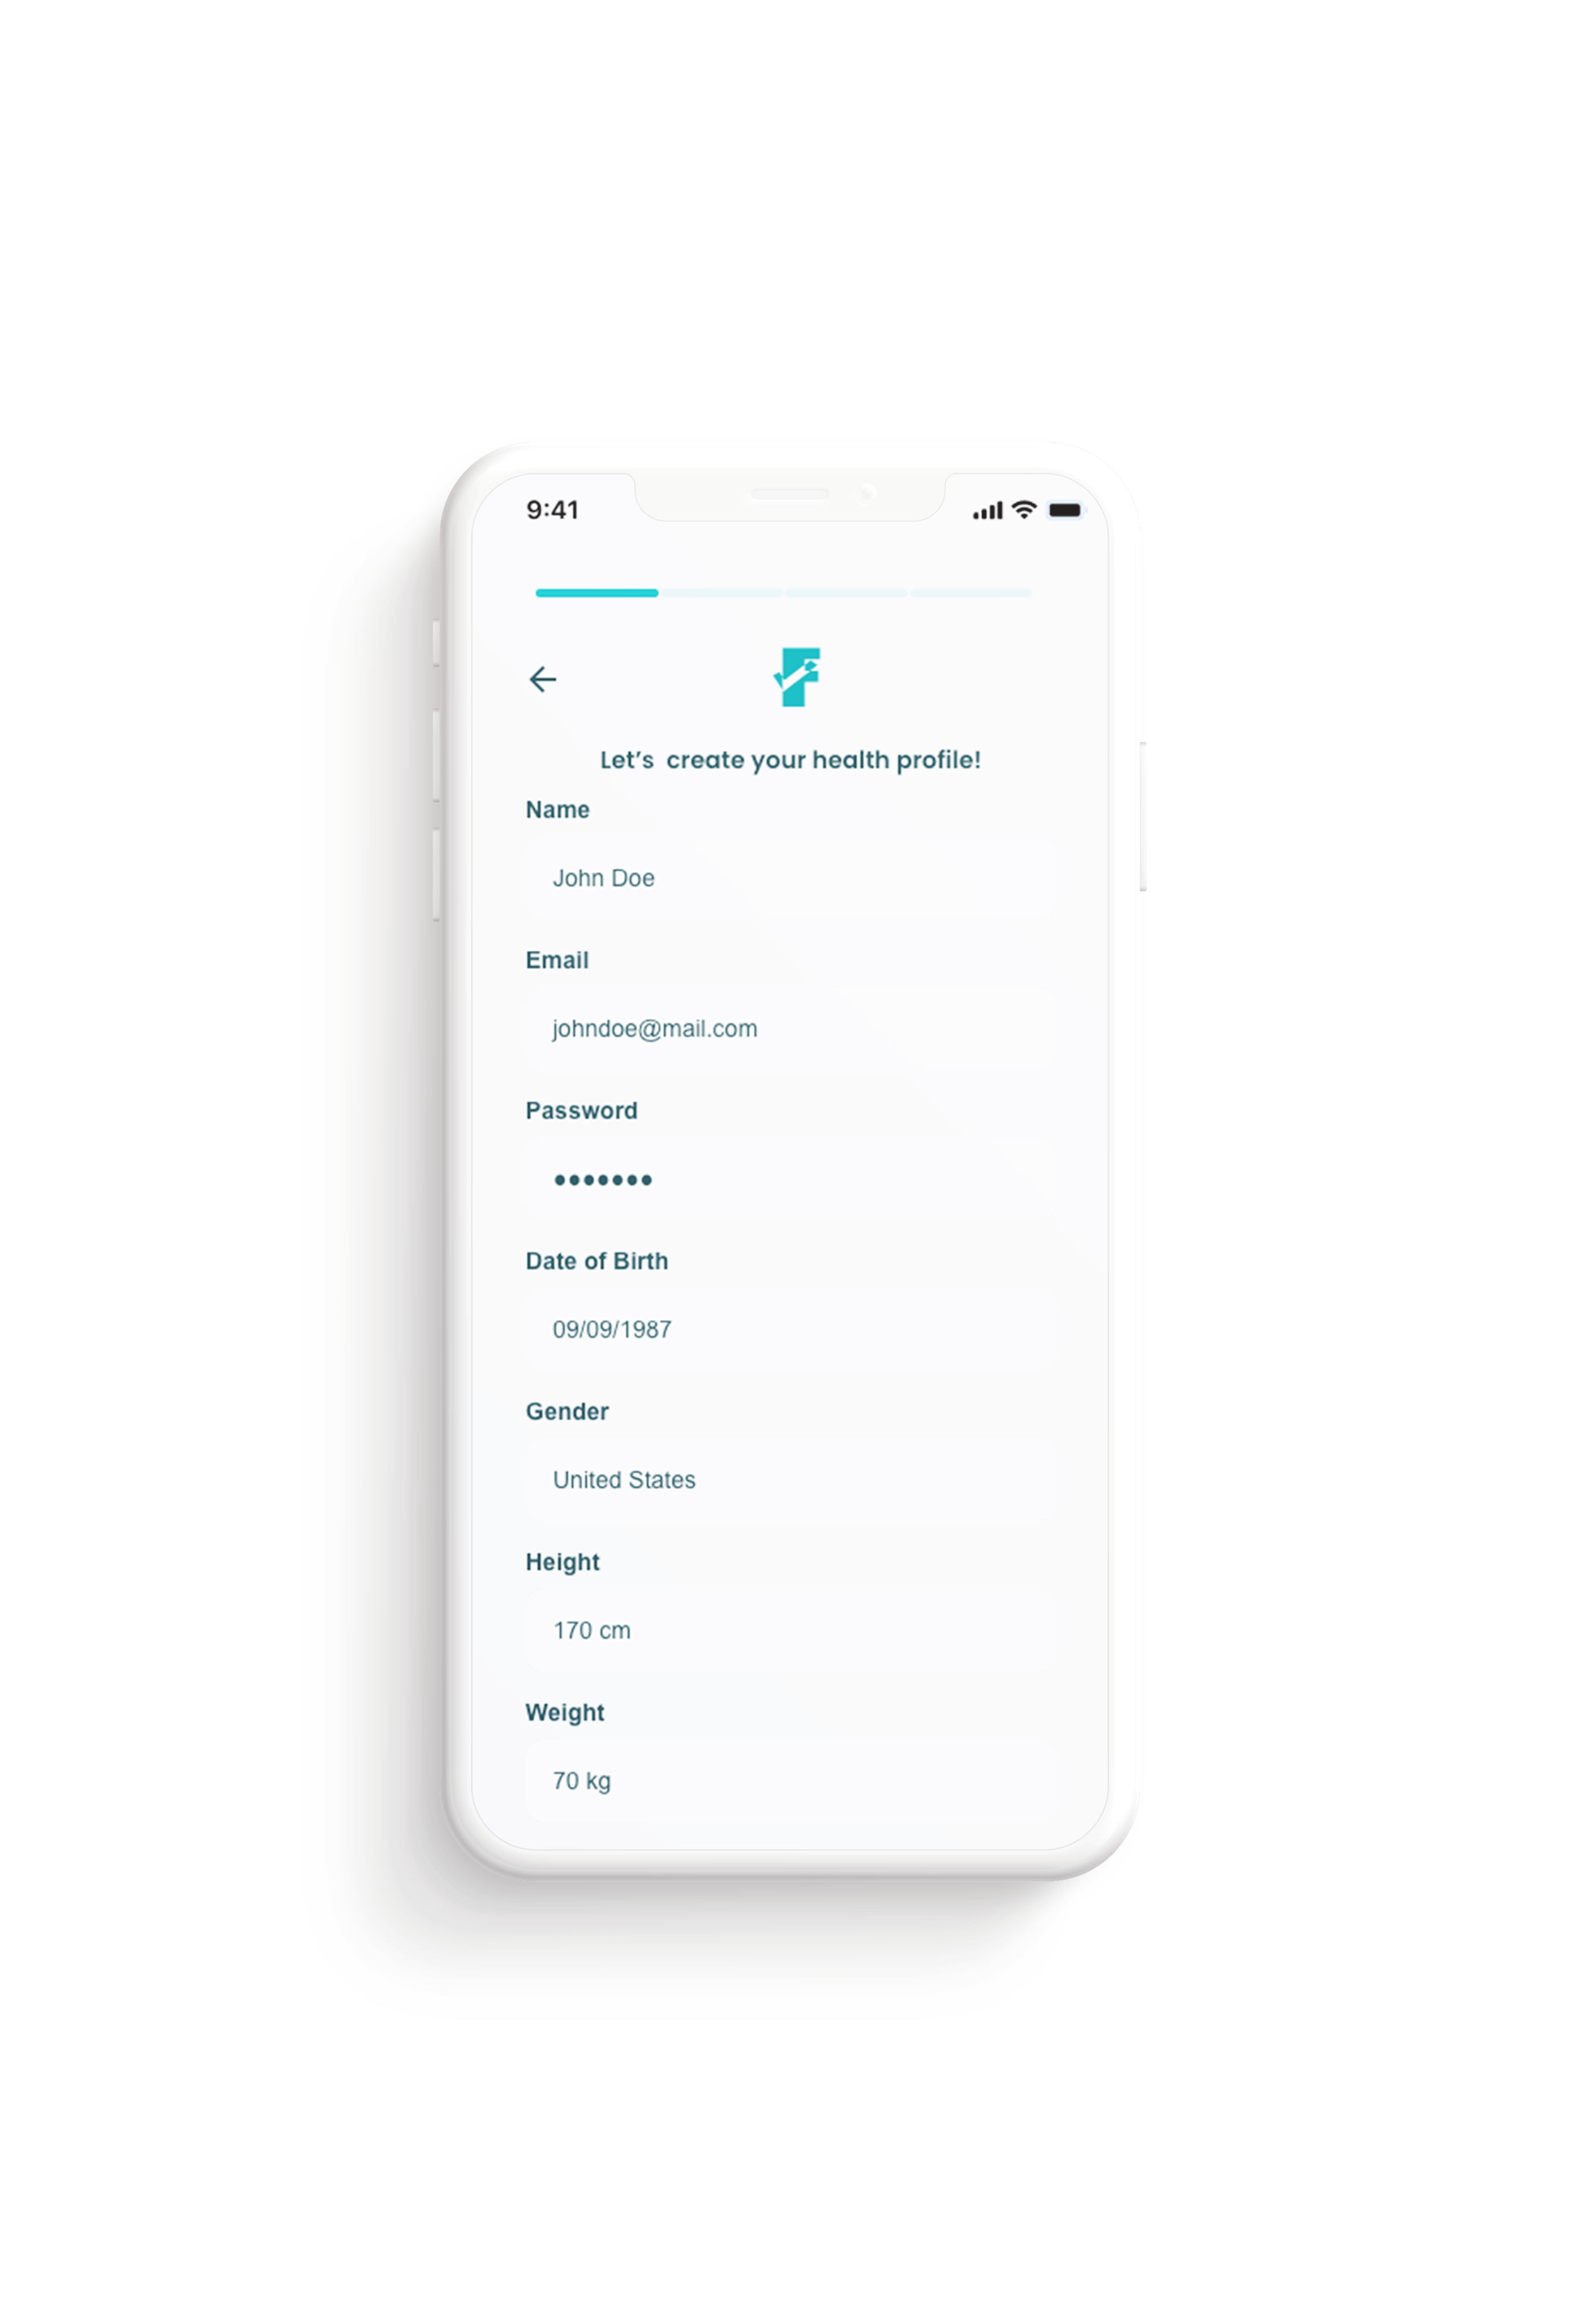 9:41
Let’s  create your health profile!
Name
John Doe
Email
johndoe@mail.com
Password
•••••••
Date of Birth
09/09/1987
Gender
United States
Height
170 cm
Weight
70 kg